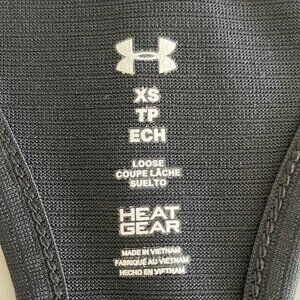 XS
TP
ECH
LOOSE
COUPE LÂCHE
SUELTO
HEAT
GEAR
MADE IN VIETNAM
FABRIQUÉ AU VIETNAM
HECHO EN VIETNAM